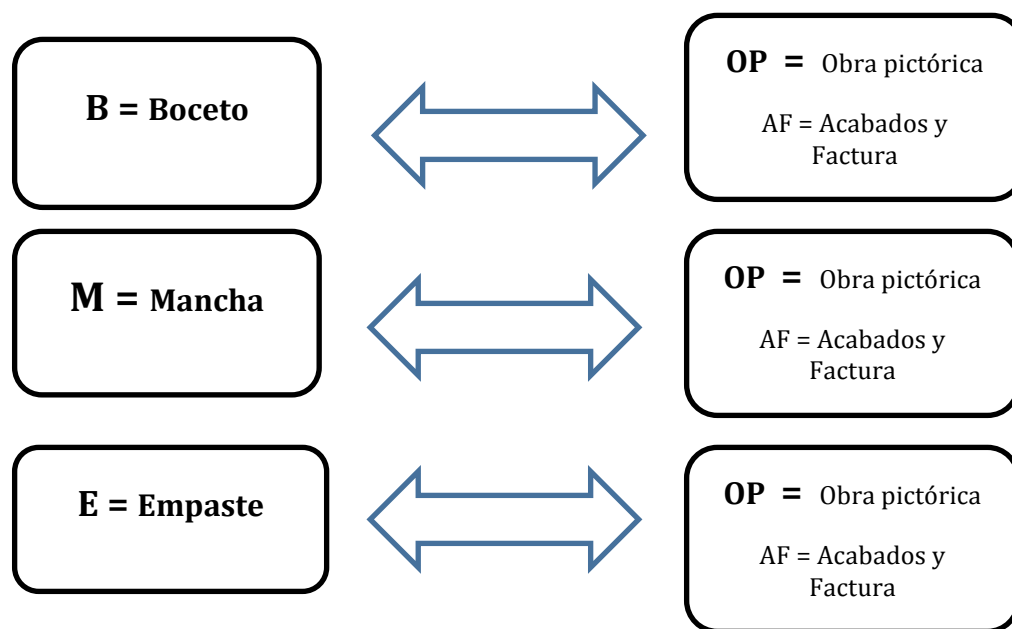 B = Boceto
OP = Obra pictórica
AF = Acabados y
Factura
M = Mancha
OP = Obra pictórica
AF = Acabados y
Factura
E = Empaste
OP = Obra pictórica
AF = Acabados y
Factura